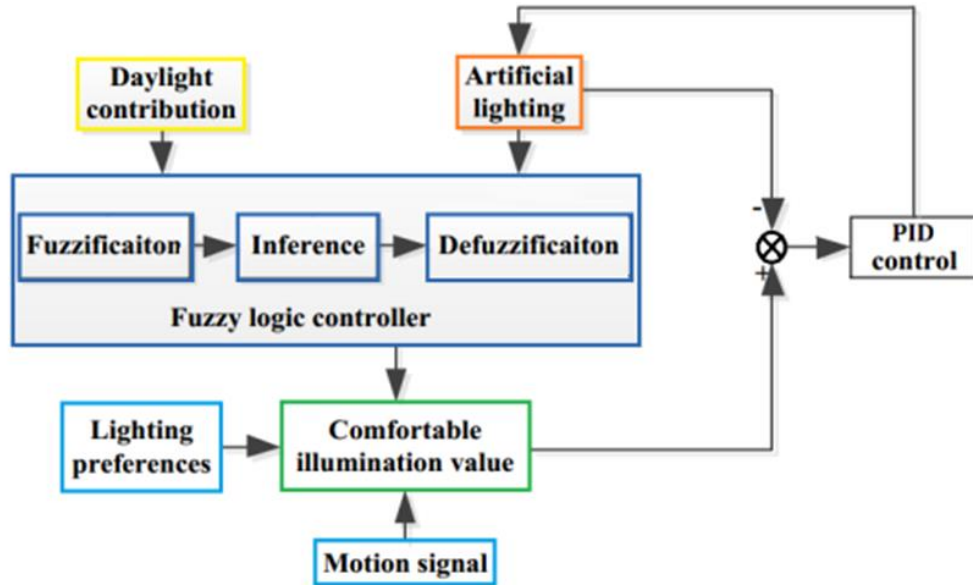 Daylight
contribution
Artificial
lighting
Fuzzificaiton
Inference
Defuzzificaiton
Fuzzy logic controller
-
+
PID
control
Lighting
preferences
Comfortable
illumination value
Motion signal